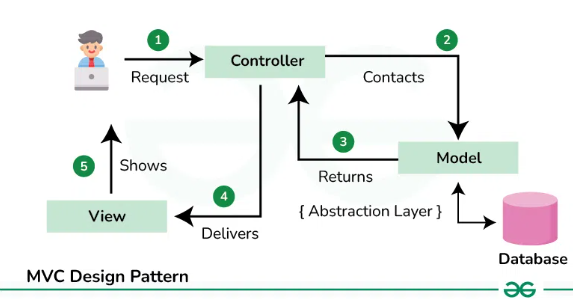 1
2
Request
Controller
Contacts
3
Returns
Model
5
Shows
4
Delivers
{ Abstraction Layer }
View
Database
MVC Design Pattern